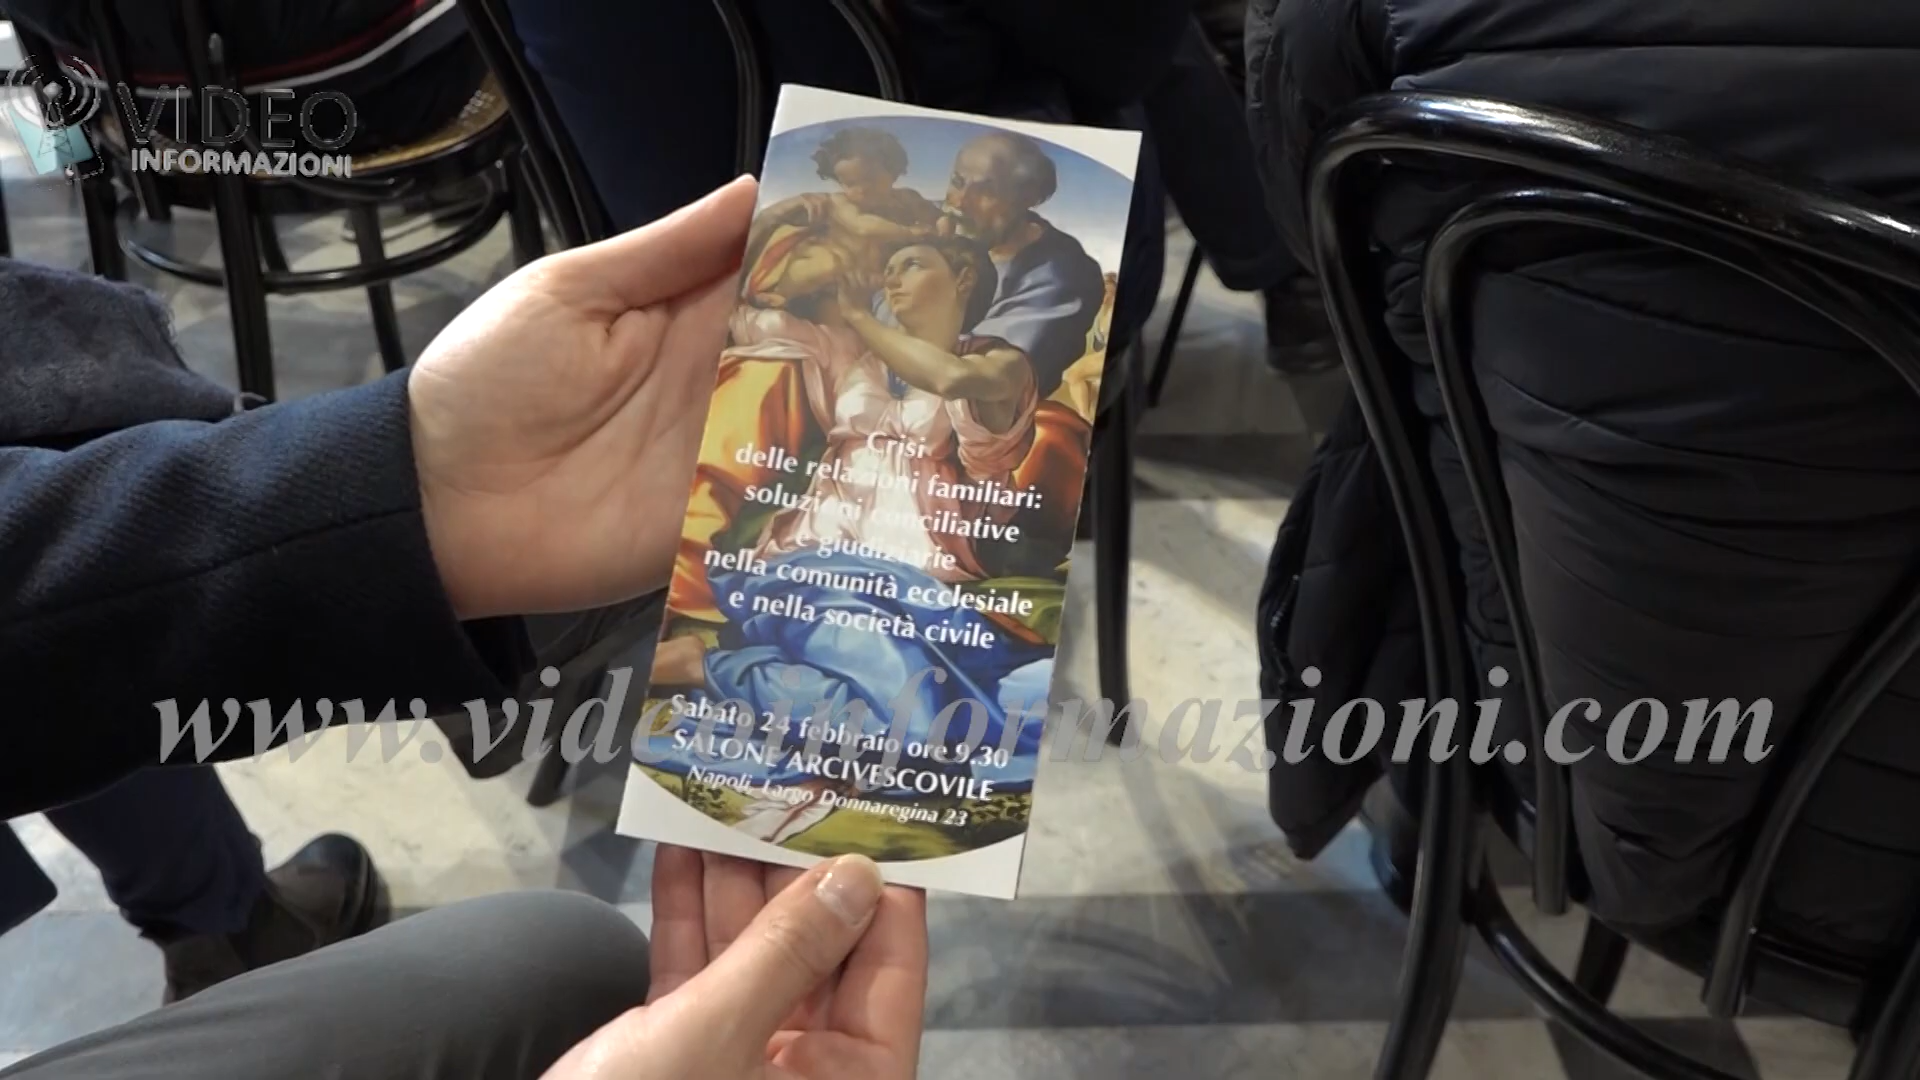 VIDEO
INFORMAZIONI
Crisi
delle relazioni familiari:
soluzioni conciliative
e giudiziarie
nella comunità ecclesiale
e nella società civile
www.videoinformazioni.com
Sabato 24 febbraio ore 9.30
SALONE ARCIVESCOVILE
Napoli, Largo Donnaregina 23